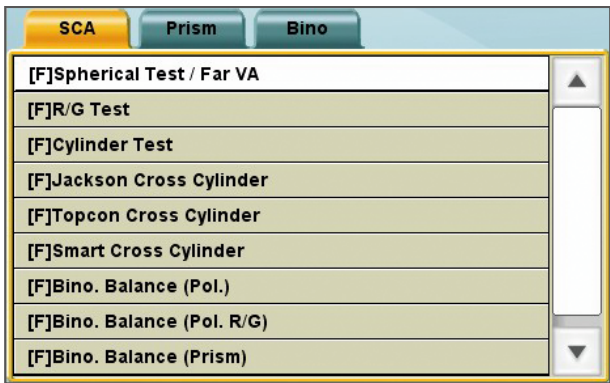 SCA Prism Bino
[F]Spherical Test / Far VA
[F]R/G Test
[F]Cylinder Test
[F]Jackson Cross Cylinder
[F]Topcon Cross Cylinder
[F]Smart Cross Cylinder
[F]Bino. Balance (Pol.)
[F]Bino. Balance (Pol. R/G)
[F]Bino. Balance (Prism)